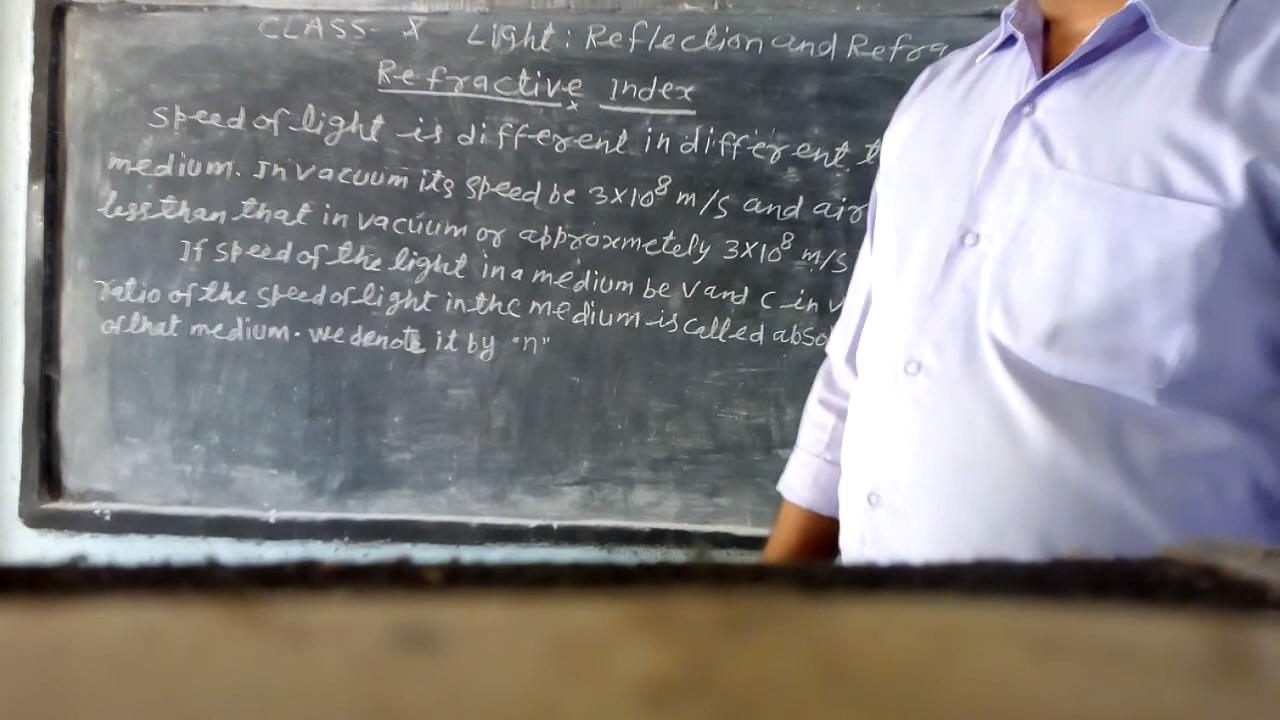 CLASS- X Light: Reflection and Refra
Refractive Index
Speed of light is different in different t
medium. In vacuum its speed be 3×10⁸ m/s and air
less than that in vacuum or approxmetely 3×10⁸ m/s
If speed of the light in a medium be v and c in v
ratio of the speed of light in the medium is called abso
of that medium. we denote it by "n"